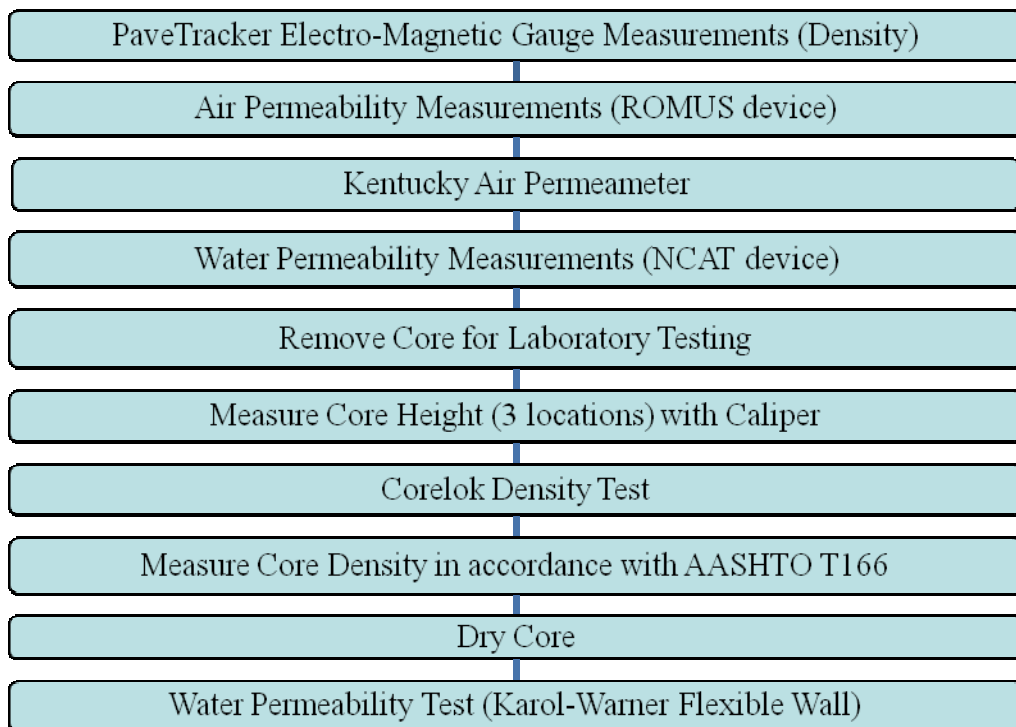 PaveTracker Electro-Magnetic Gauge Measurements (Density)
Air Permeability Measurements (ROMUS device)
Kentucky Air Permeameter
Water Permeability Measurements (NCAT device)
Remove Core for Laboratory Testing
Measure Core Height (3 locations) with Caliper
Corelok Density Test
Measure Core Density in accordance with AASHTO T166
Dry Core
Water Permeability Test (Karol-Warner Flexible Wall)